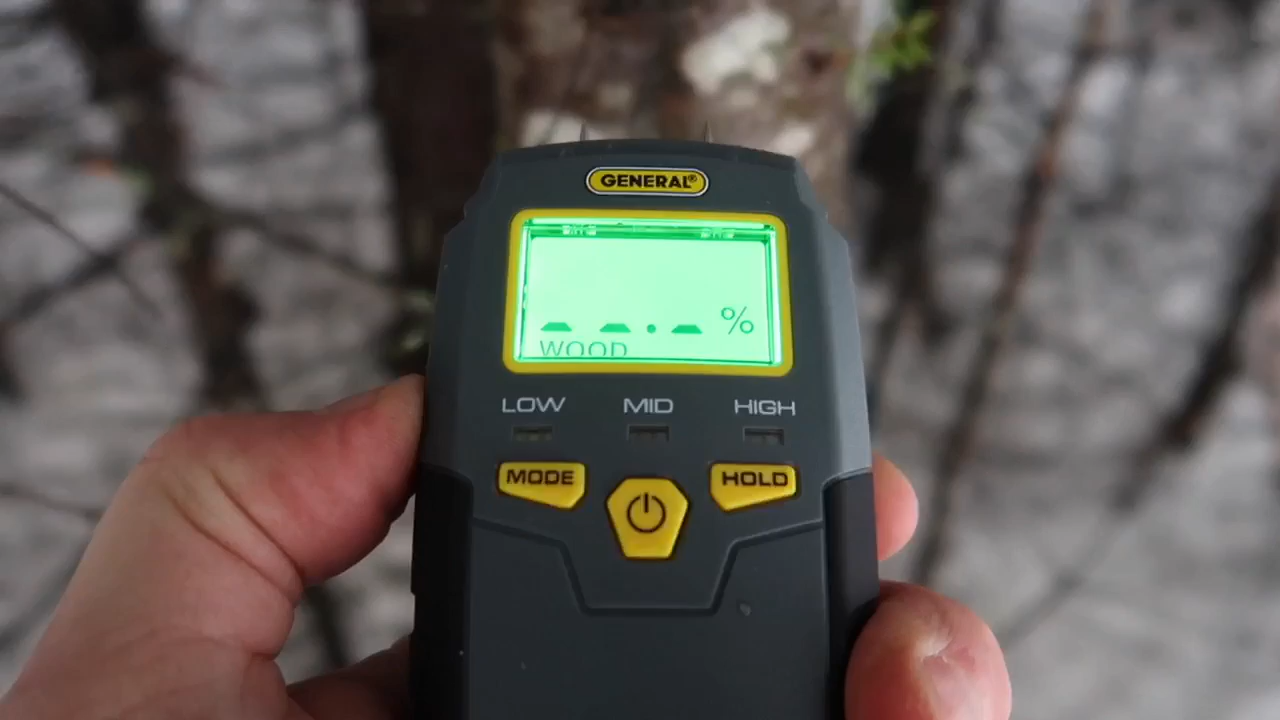 GENERAL®
_ _._ %
WOOD
LOW MID HIGH
MODE HOLD